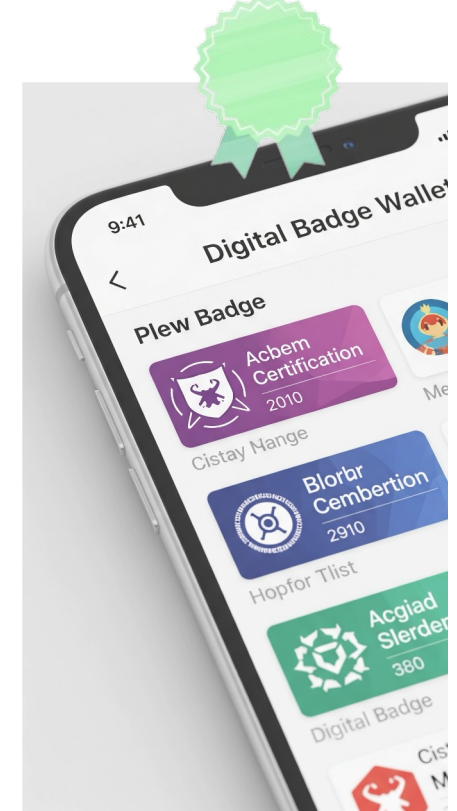 9:41
Digital Badge Wallet
Plew Badge
Acbem
Certification
2010
Cistay Nange
Me
Blorbr
Cembertion
2910
Hopfor Tlist
Acgiad
Slerder
380
Digital Badge
Cis
M